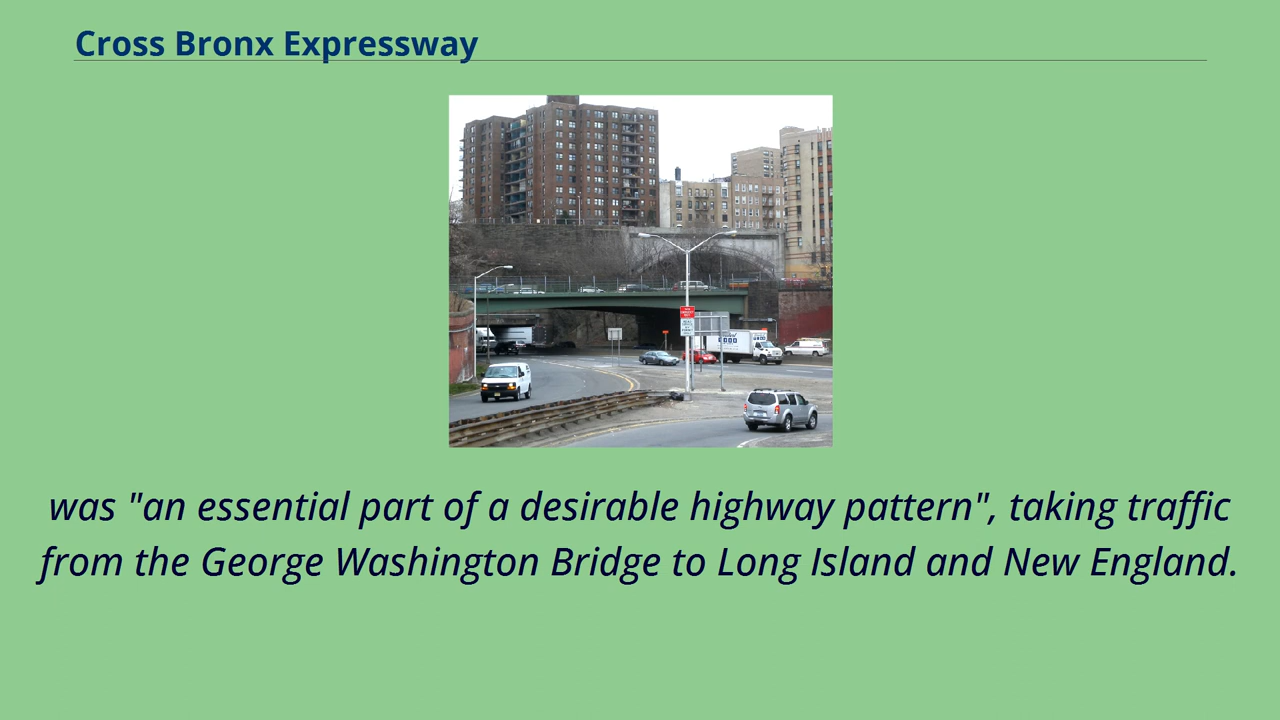 Cross Bronx Expressway
was "an essential part of a desirable highway pattern", taking traffic
from the George Washington Bridge to Long Island and New England.